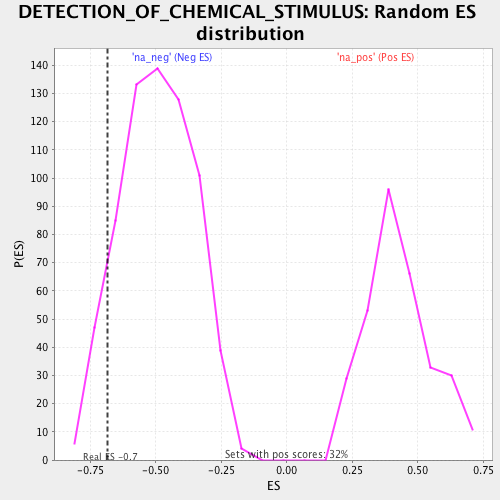 DETECTION_OF_CHEMICAL_STIMULUS: Random ES
distribution
'na_neg' (Neg ES)
'na_pos' (Pos ES)
140
130
120
110
100
90
80
70
60
50
40
30
20
10
0
P(ES)
Real ES -0.7
Sets with pos scores: 32%
-0.75
-0.50
-0.25
0.00
0.25
0.50
0.75
ES